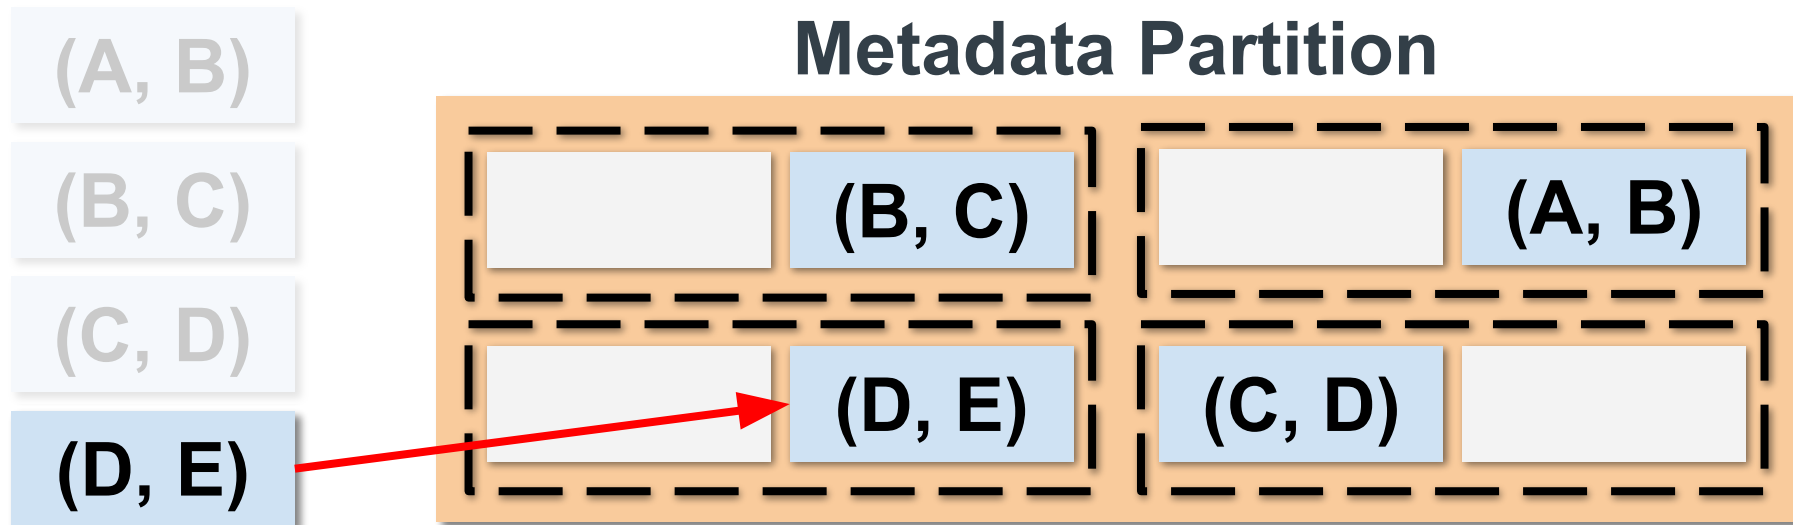 (A, B)
(B, C)
(C, D)
(D, E)
Metadata Partition
(B, C)
(A, B)
(D, E)
(C, D)